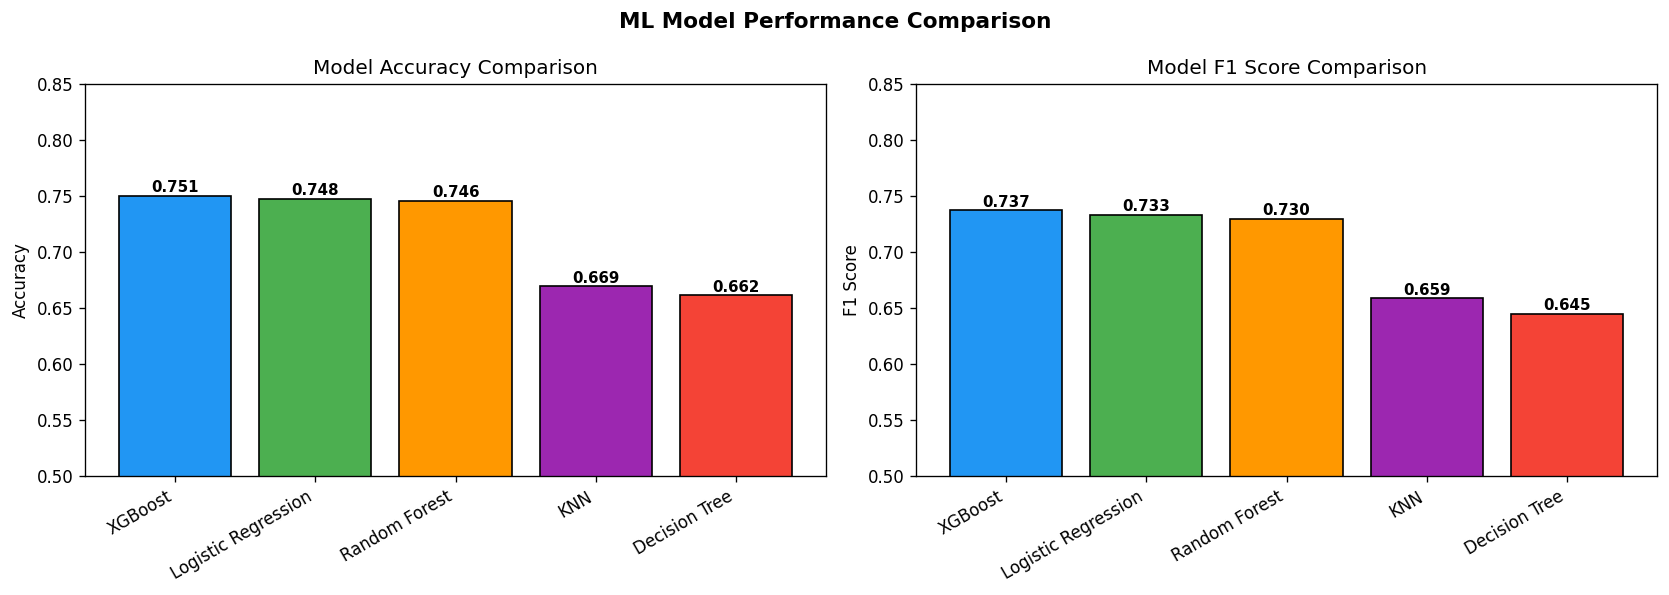 ML Model Performance Comparison
Model Accuracy Comparison
Accuracy
0.85
0.80
0.75
0.70
0.65
0.60
0.55
0.50
0.751
0.748
0.746
0.669
0.662
XGBoost
Logistic Regression
Random Forest
KNN
Decision Tree
Model F1 Score Comparison
F1 Score
0.85
0.80
0.75
0.70
0.65
0.60
0.55
0.50
0.737
0.733
0.730
0.659
0.645
XGBoost
Logistic Regression
Random Forest
KNN
Decision Tree